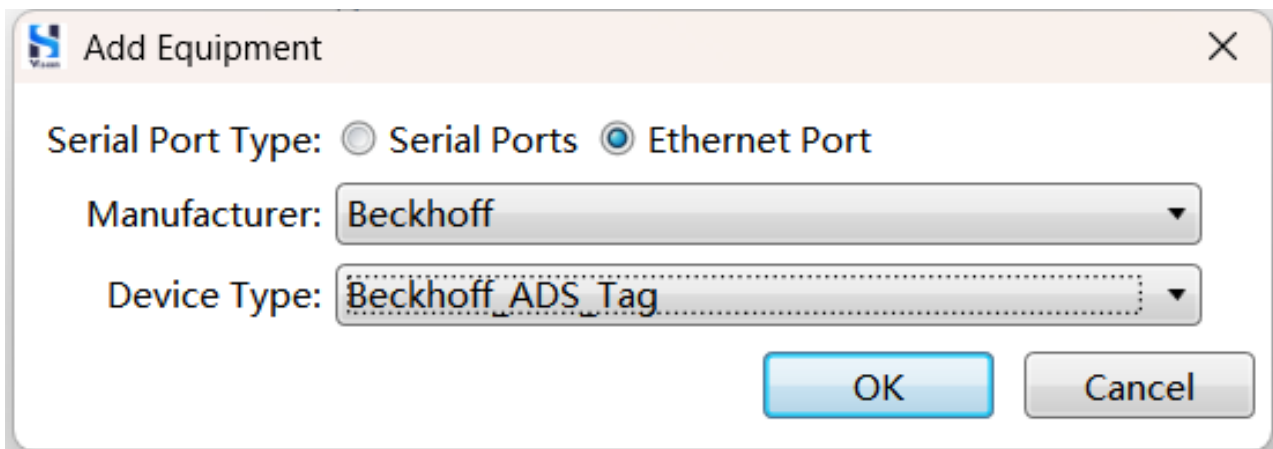 Add Equipment
Serial Port Type: Serial Ports Ethernet Port
Manufacturer: Beckhoff
Device Type: Beckhoff_ADS_Tag
OK Cancel